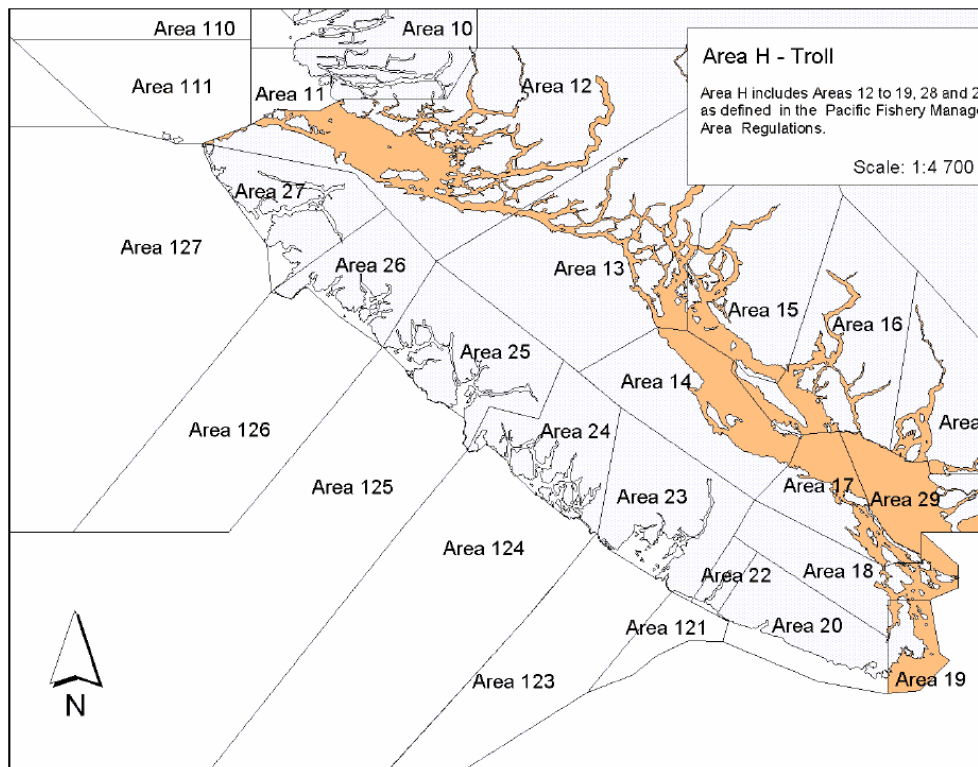 Area 110
Area 10
Area H - Troll
Area H includes Areas 12 to 19, 28 and 2
as defined in the Pacific Fishery Manage
Area Regulations.
Scale: 1:4 700
Area 111
Area 11
Area 12
Area 27
Area 127
Area 26
Area 13
Area 15
Area 16
Area 25
Area 14
Area 126
Area 24
Area
Area 125
Area 17
Area 23
Area 29
Area 124
Area 22
Area 18
Area 121
Area 20
Area 123
Area 19
N